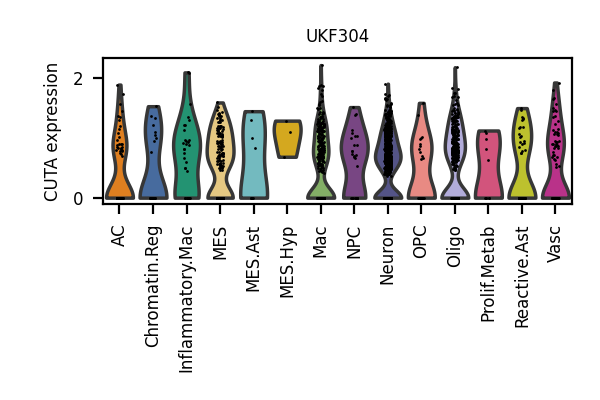 UKF304
CUTA expression
2
0
AC
Chromatin.Reg
Inflammatory.Mac
MES
MES.Ast
MES.Hyp
Mac
NPC
Neuron
OPC
Oligo
Prolif.Metab
Reactive.Ast
Vasc